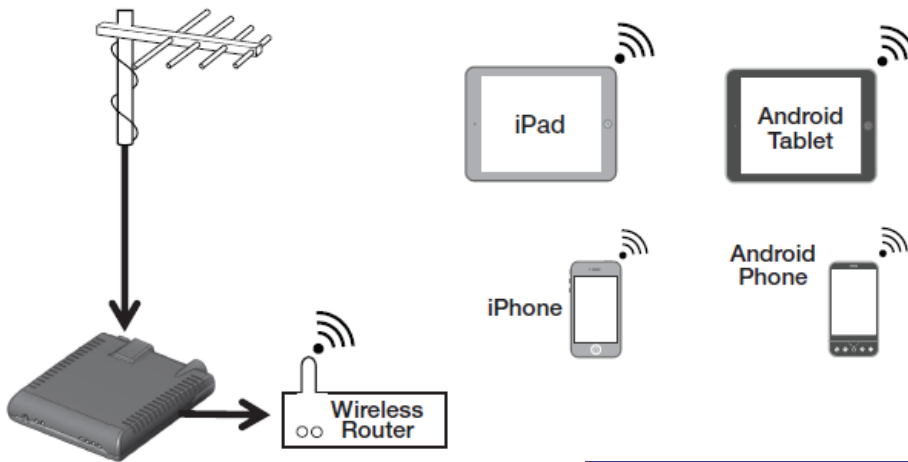 iPad
Android
Tablet
iPhone
Android
Phone
Wireless
Router